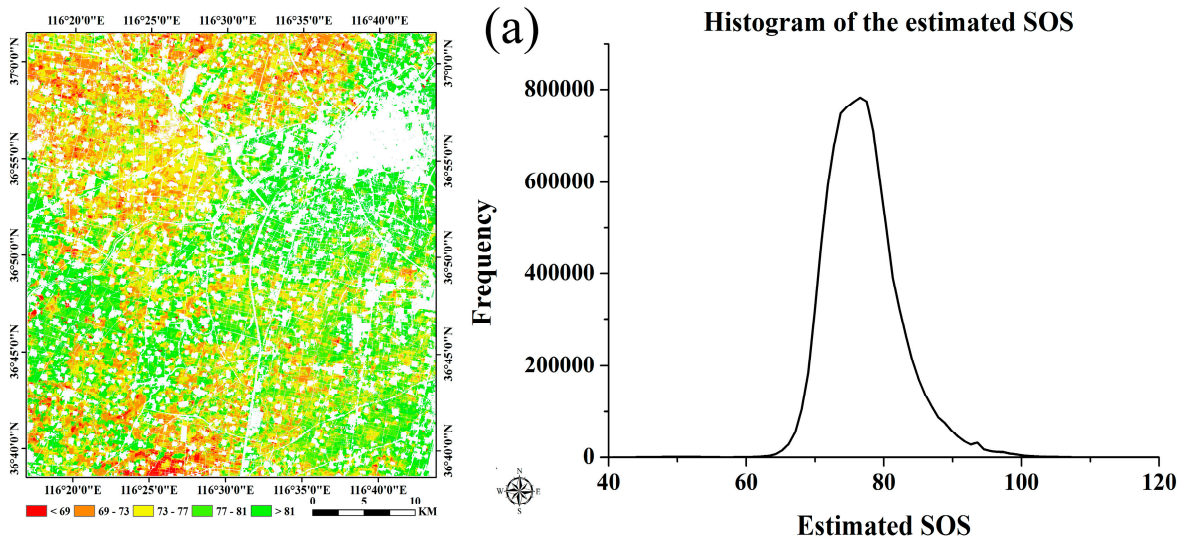 116°20'0"E 116°25'0"E 116°30'0"E 116°35'0"E 116°40'0"E
37°0'0"N
36°55'0"N
36°50'0"N
36°45'0"N
36°40'0"N
37°0'0"N
36°55'0"N
36°50'0"N
36°45'0"N
36°40'0"N
116°20'0"E 116°25'0"E 116°30'0"E 116°35'0"E 116°40'0"E
< 69 69 - 73 73 - 77 77 - 81 > 81
0 5 10
KM
N
W E
S
(a)
Histogram of the estimated SOS
Frequency
800000
600000
400000
200000
0
40 60 80 100 120
Estimated SOS